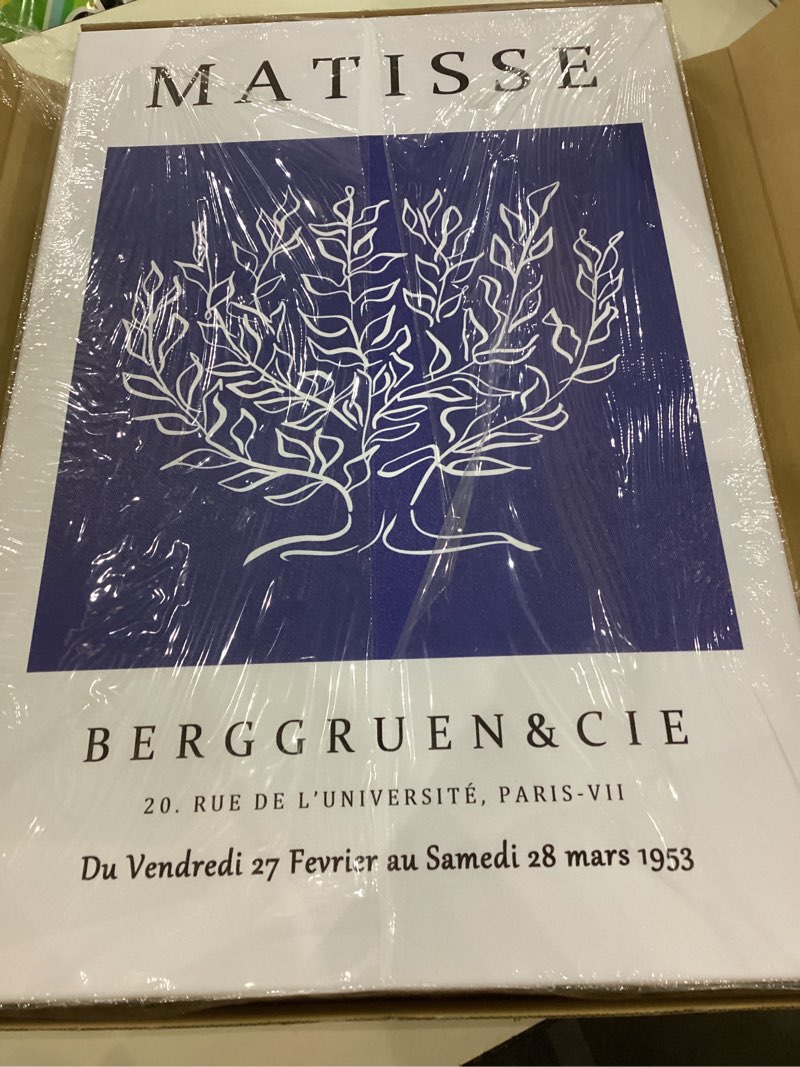 MATISSE
BERGGRUEN&CIE
20. RUE DE L'UNIVERSITÉ, PARIS-VII
Du Vendredi 27 Fevrier au Samedi 28 mars 1953